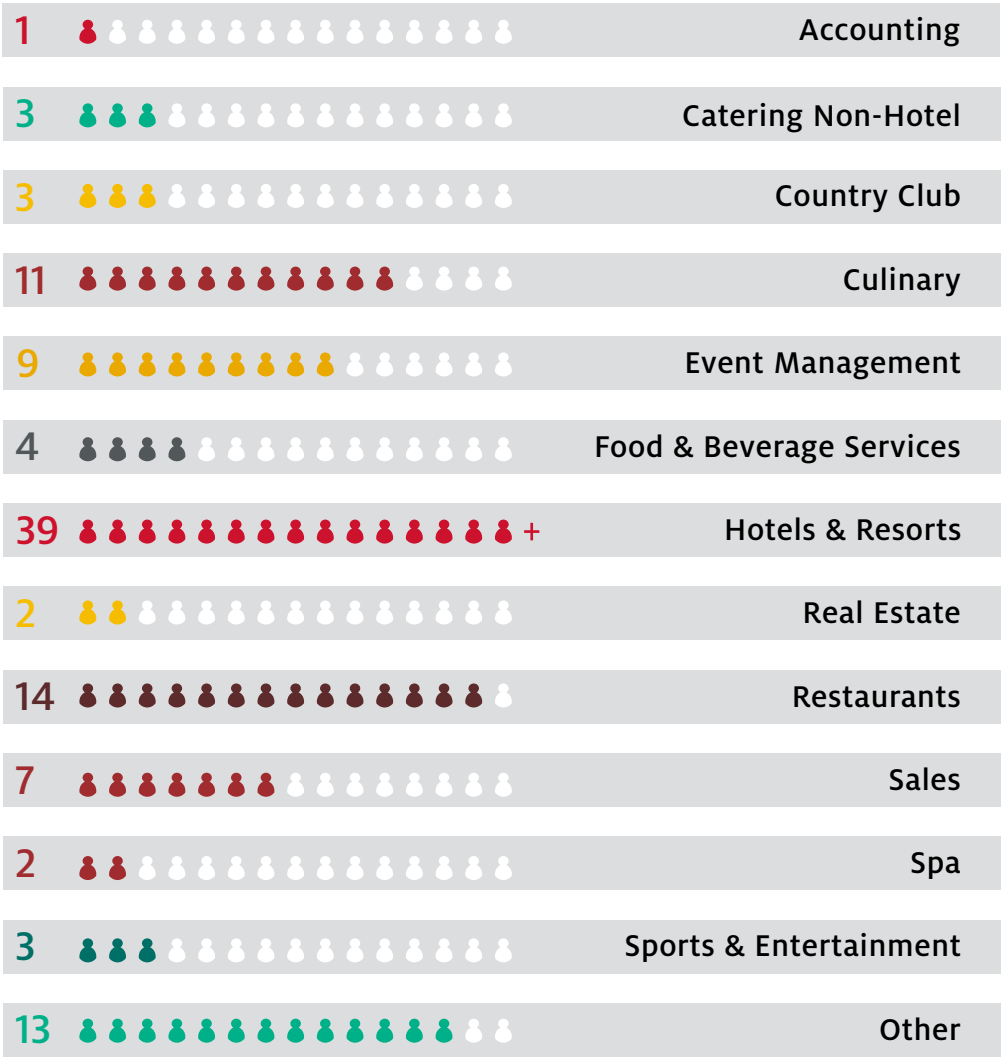 1 Accounting
3 Catering Non-Hotel
3 Country Club
11 Culinary
9 Event Management
4 Food & Beverage Services
39 + Hotels & Resorts
2 Real Estate
14 Restaurants
7 Sales
2 Spa
3 Sports & Entertainment
13 Other